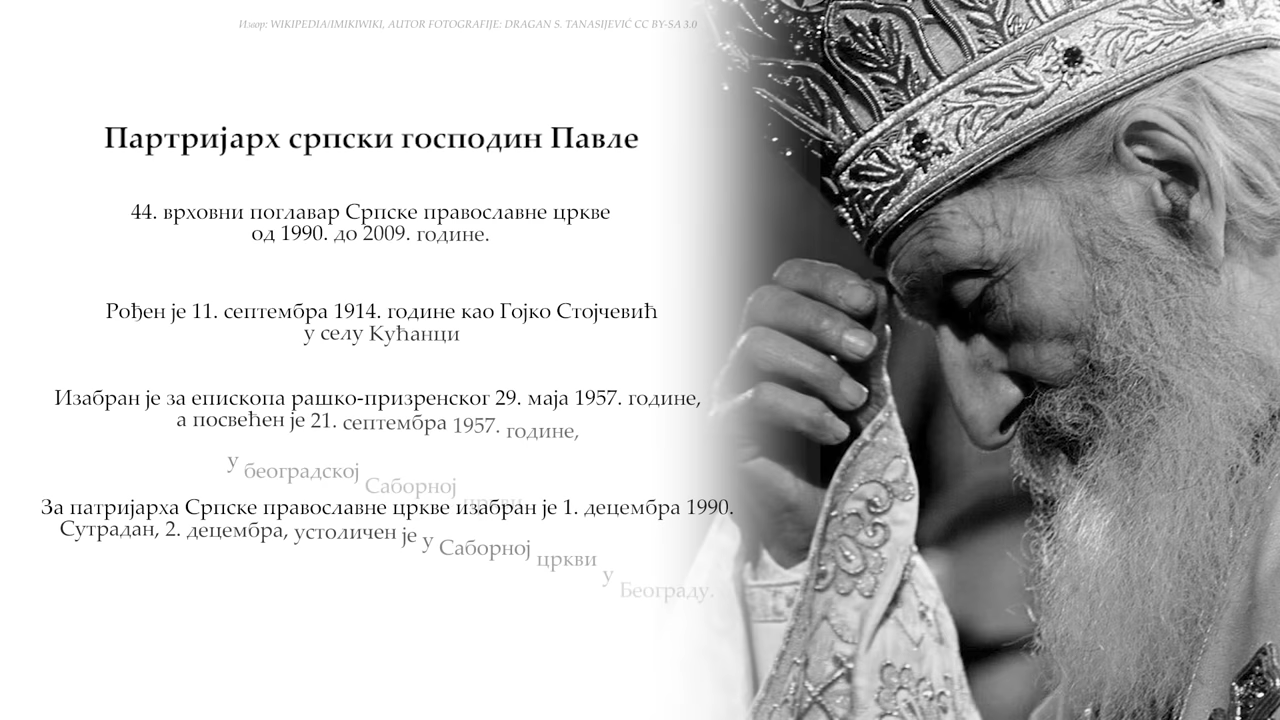 Извор: WIKIPEDIA/IMIKIWIKI, AUTOR FOTOGRAFIJE: DRAGAN S. TANASIJEVIĆ CC BY-SA 3.0
Партријарх српски господин Павле
44. врховни поглавар Српске православне цркве
од 1990. до 2009. године.
Рођен је 11. септембра 1914. године као Гојко Стојчевић
у селу Кућанци
Изабран је за епископа рашко-призренског 29. маја 1957. године,
а посвећен је 21. септембра 1957. године,
у београдској Саборној цркви
За патријарха Српске православне цркве изабран је 1. децембра 1990.
Сутрадан, 2. децембра, устоличен је у Саборној цркви у Београду.